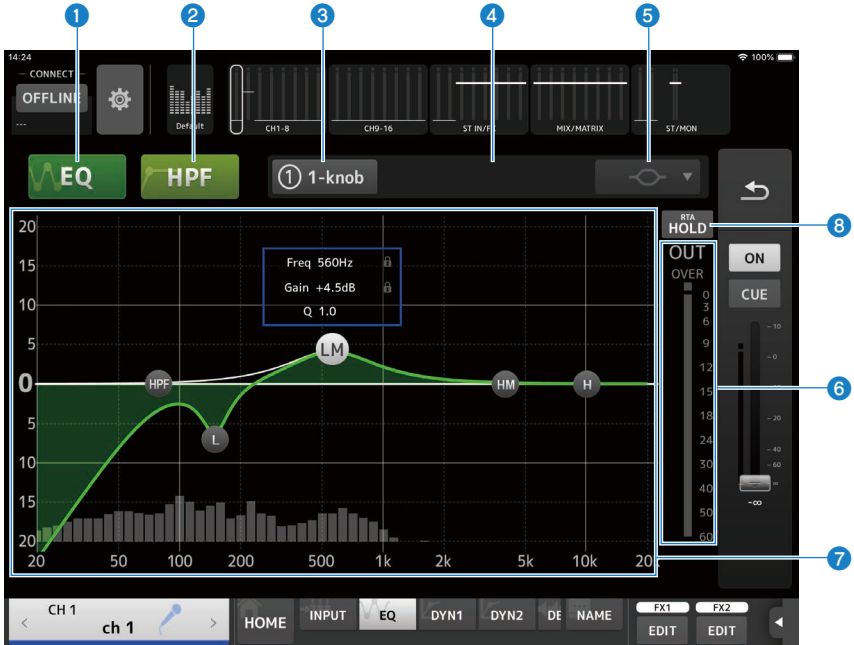 1 2 3 4 5
14:24 100%
CONNECT
OFFLINE
---
Default CH1-8 CH9-16 ST IN/FX MIX/MATRIX ST/MON
EQ HPF 1 1-knob
RTA
HOLD 8
OUT
OVER
ON
CUE
Freq 560Hz
Gain +4.5dB
Q 1.0
20
15
10
5
0
5
10
15
20
HPF L LM HM H
20 50 100 200 500 1k 2k 5k 10k 20k
0
3
6
9
12
15
18
24
30
40
50
60
6
7
10
0
20
40
60
∞
-∞
CH 1
ch 1
HOME INPUT EQ DYN1 DYN2 DE NAME
FX1 FX2
EDIT EDIT